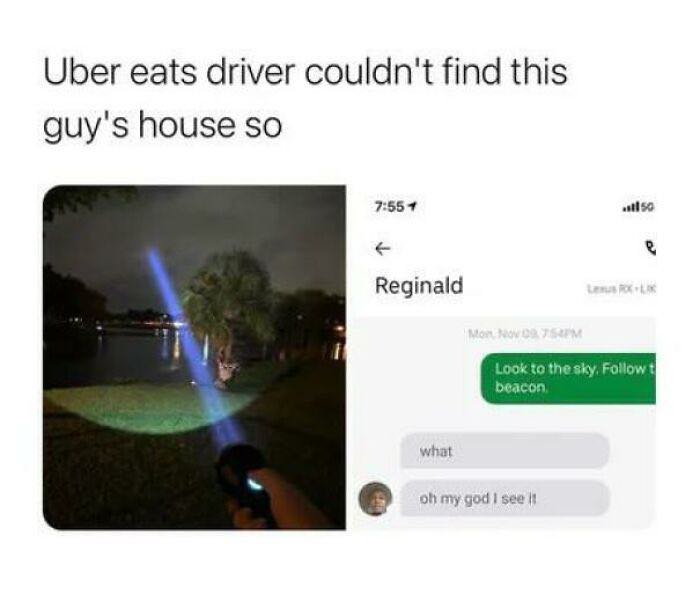 Uber eats driver couldn't find this
guy's house so
7:55
5G
Reginald
Lexus RX
Mon, Nov 09, 7:54PM
Look to the sky. Follow t
beacon.
what
oh my god I see it